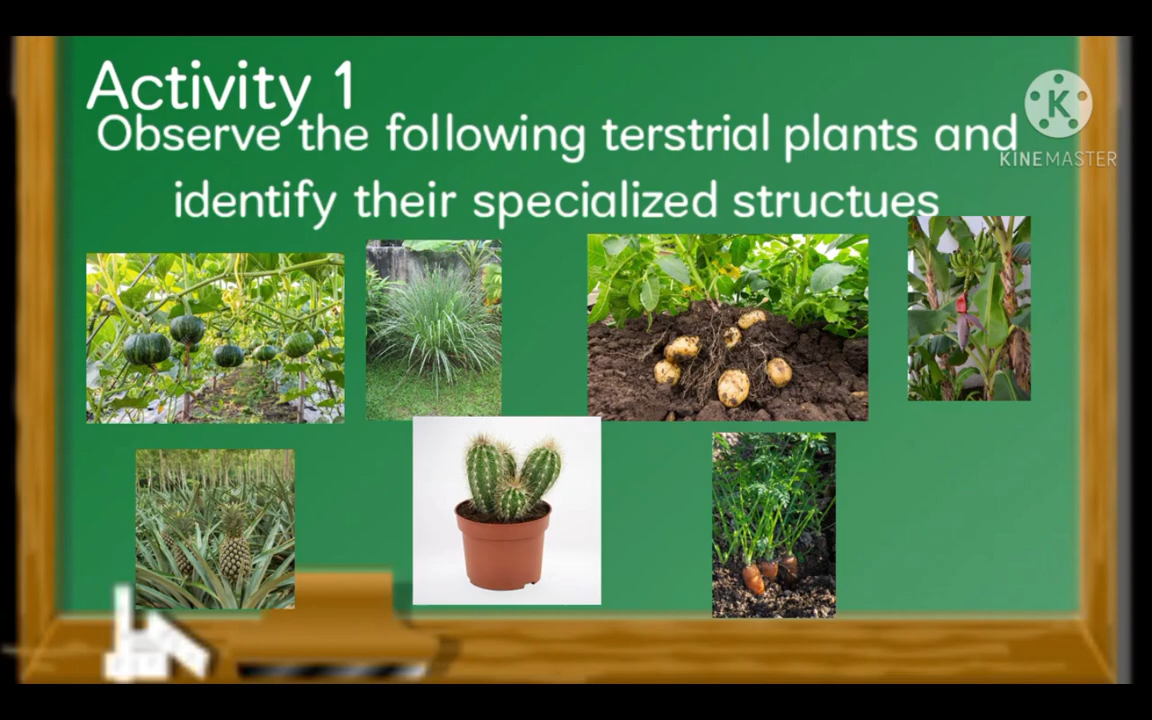 Activity 1
Observe the following terstrial plants and
identify their specialized structues
K
KINEMASTER